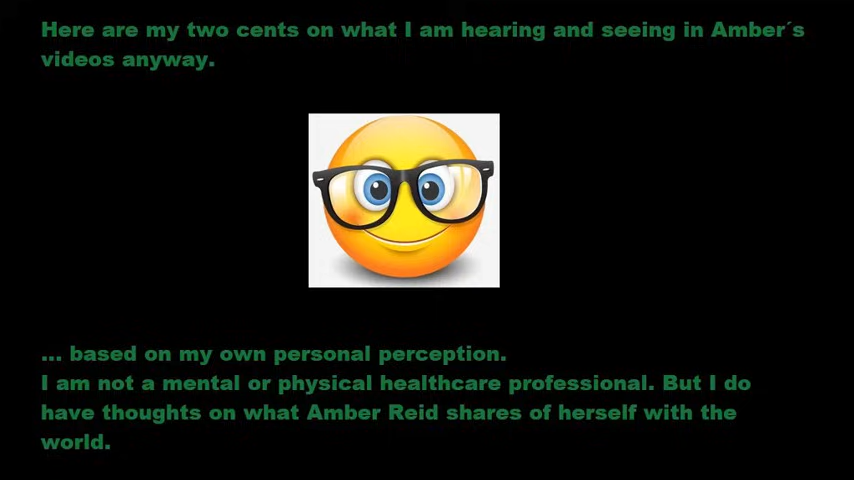 Here are my two cents on what I am hearing and seeing in Amber´s
videos anyway.
... based on my own personal perception.
I am not a mental or physical healthcare professional. But I do
have thoughts on what Amber Reid shares of herself with the
world.